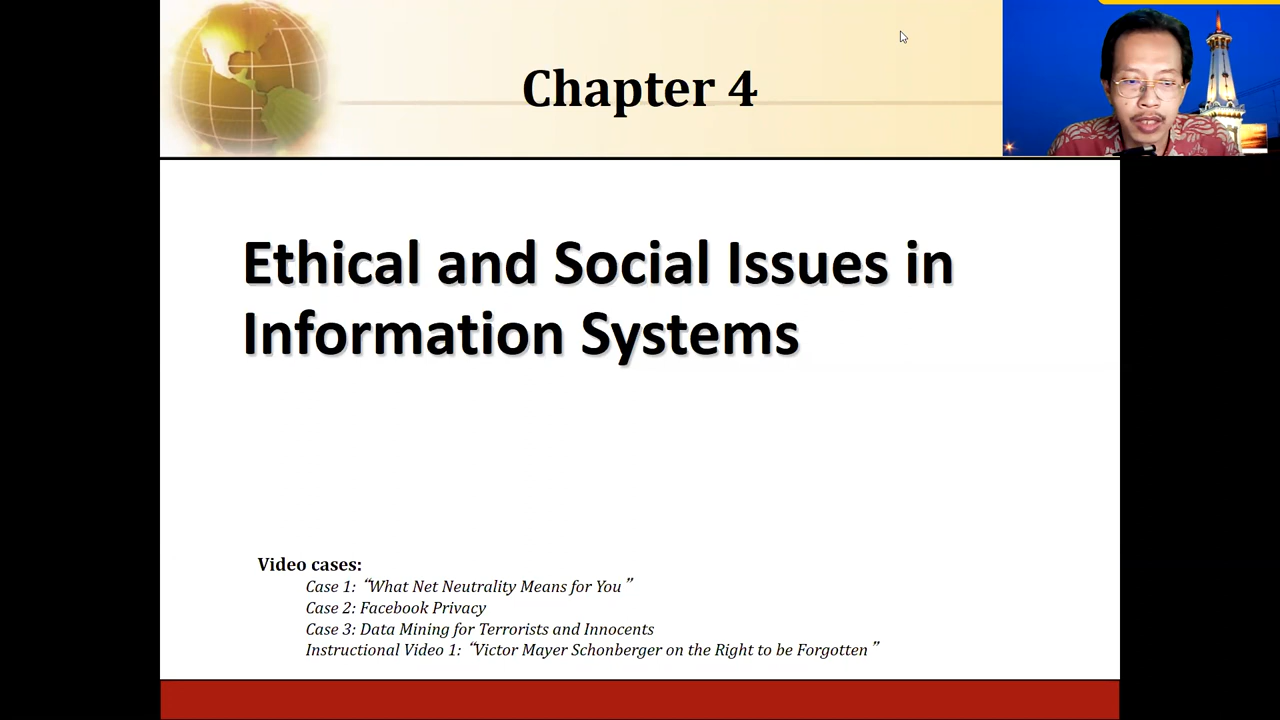 Chapter 4
Ethical and Social Issues in
Information Systems
Video cases:
Case 1: “What Net Neutrality Means for You”
Case 2: Facebook Privacy
Case 3: Data Mining for Terrorists and Innocents
Instructional Video 1: “Victor Mayer Schonberger on the Right to be Forgotten”